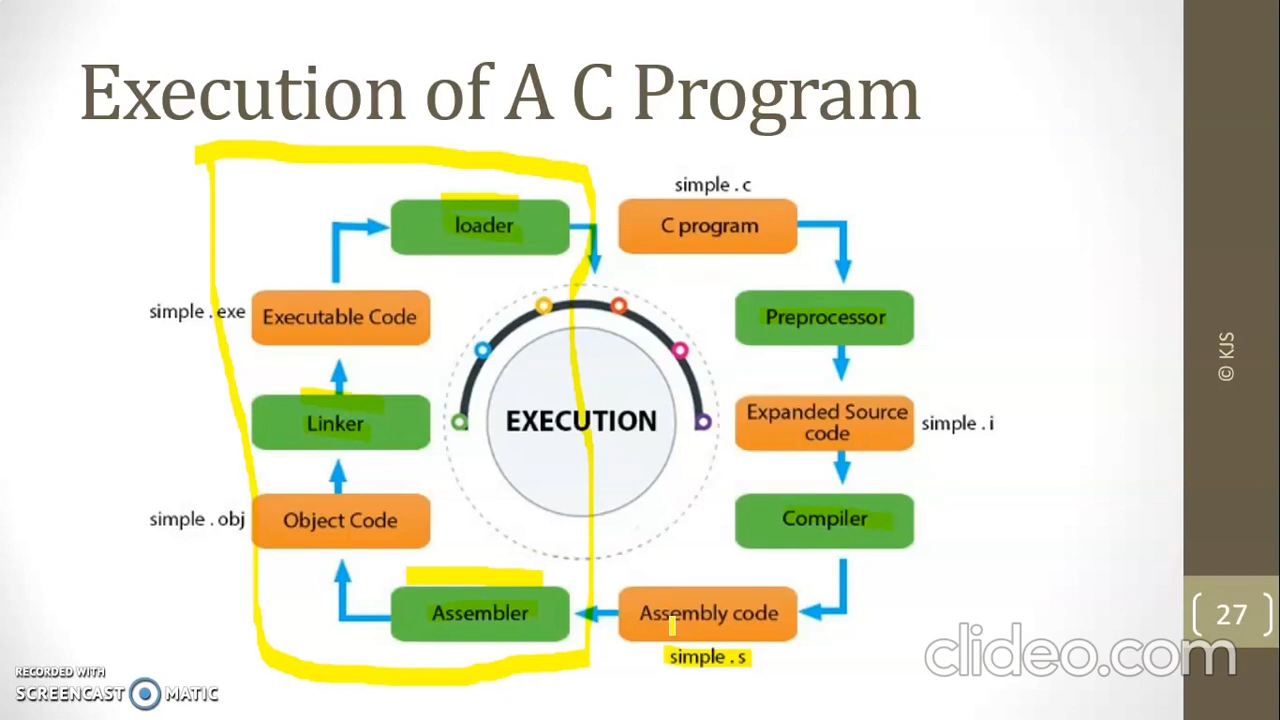 Execution of A C Program
simple . c
loader
C program
simple . exe
Executable Code
Preprocessor
Linker
EXECUTION
Expanded Source
code
simple . i
simple . obj
Object Code
Compiler
Assembler
Assembly code
simple . s
© KJS
27
RECORDED WITH
SCREENCAST MATIC
clideo.com